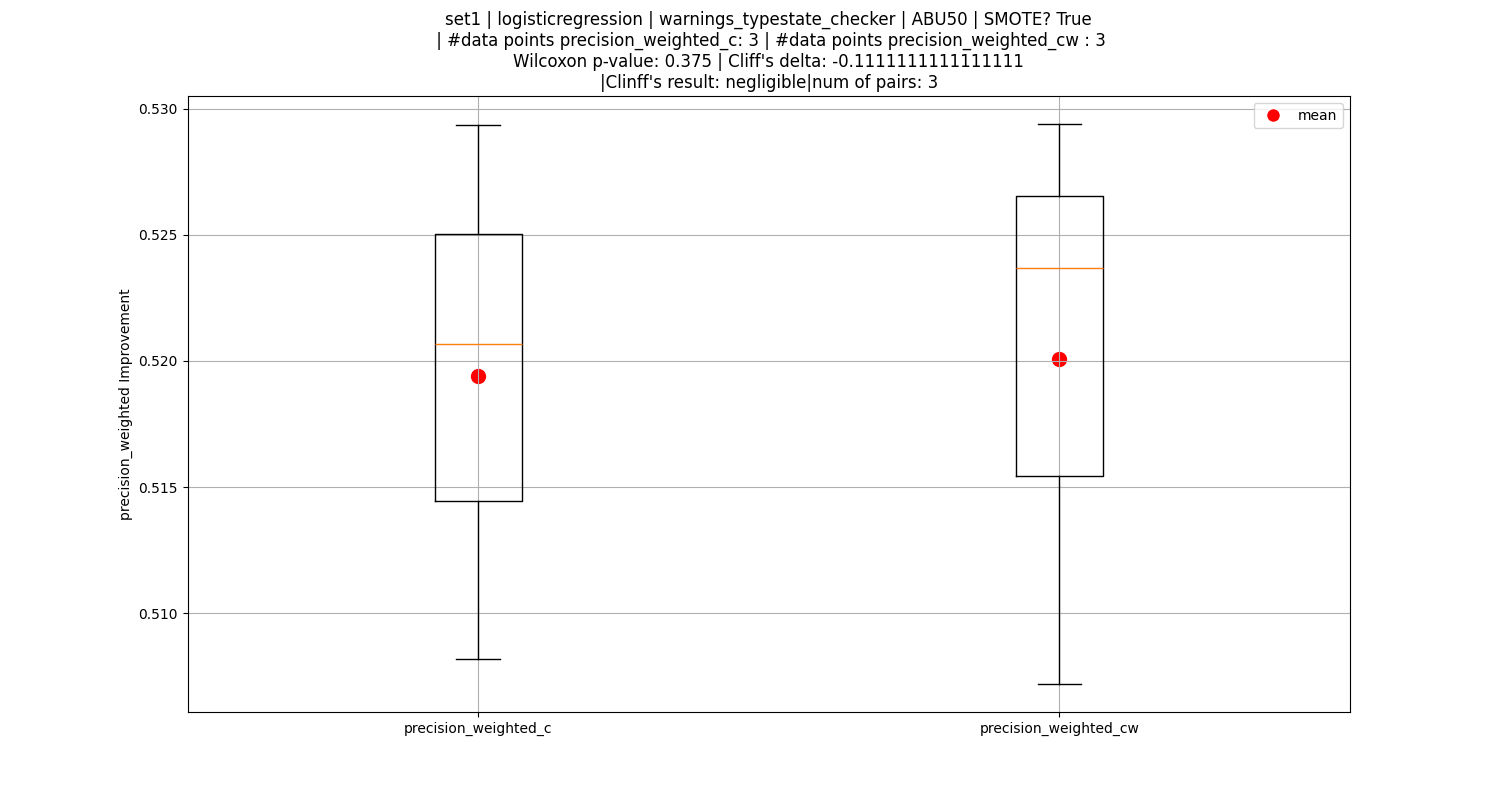 set1 | logisticregression | warnings_typestate_checker | ABU50 | SMOTE? True
| #data points precision_weighted_c: 3 | #data points precision_weighted_cw : 3
Wilcoxon p-value: 0.375 | Cliff's delta: -0.1111111111111111
|Clinff's result: negligible|num of pairs: 3
mean
0.530
0.525
0.520
0.515
0.510
precision_weighted Improvement
precision_weighted_c
precision_weighted_cw